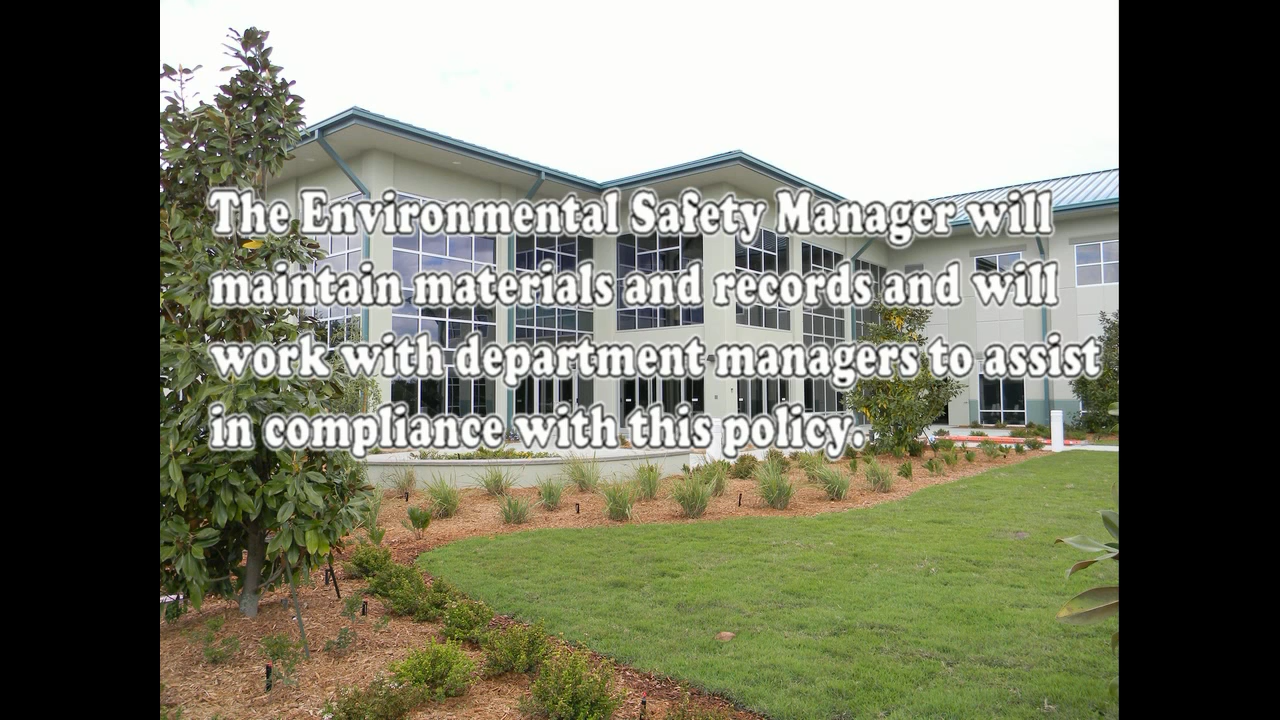 The Environmental Safety Manager will
maintain materials and records and will
work with department managers to assist
in compliance with this policy.